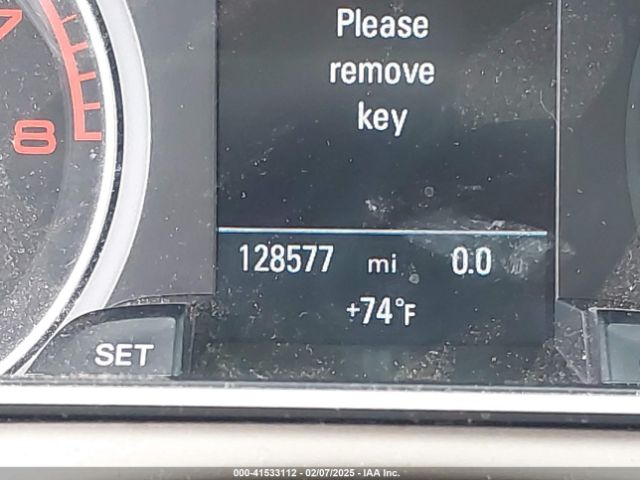 Please
remove
key
7
8
128577 mi 0.0
+74°F
SET
000-41533112 - 02/07/2025 - IAA Inc.